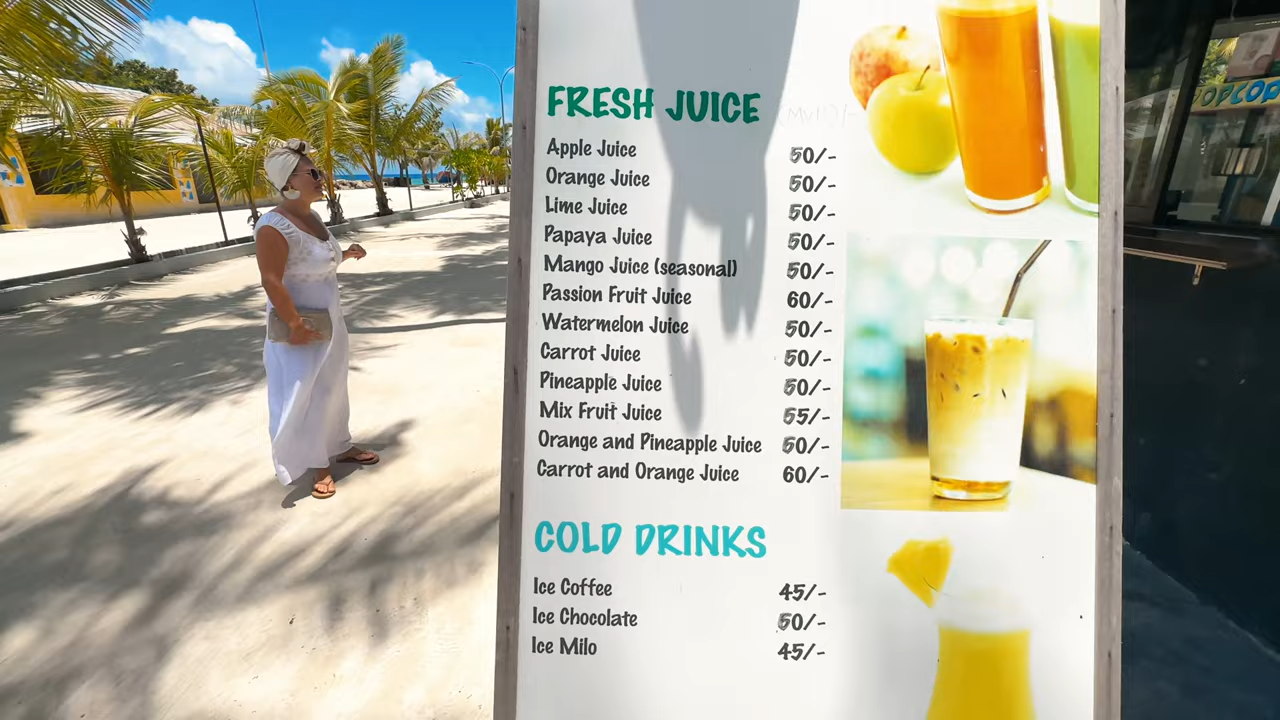 FRESH JUICE (MVR)/-
Apple Juice 50/-
Orange Juice 50/-
Lime Juice 50/-
Papaya Juice 50/-
Mango Juice (seasonal) 50/-
Passion Fruit Juice 60/-
Watermelon Juice 50/-
Carrot Juice 50/-
Pineapple Juice 50/-
Mix Fruit Juice 55/-
Orange and Pineapple Juice 50/-
Carrot and Orange Juice 60/-
COLD DRINKS
Ice Coffee 45/-
Ice Chocolate 50/-
Ice Milo 45/-